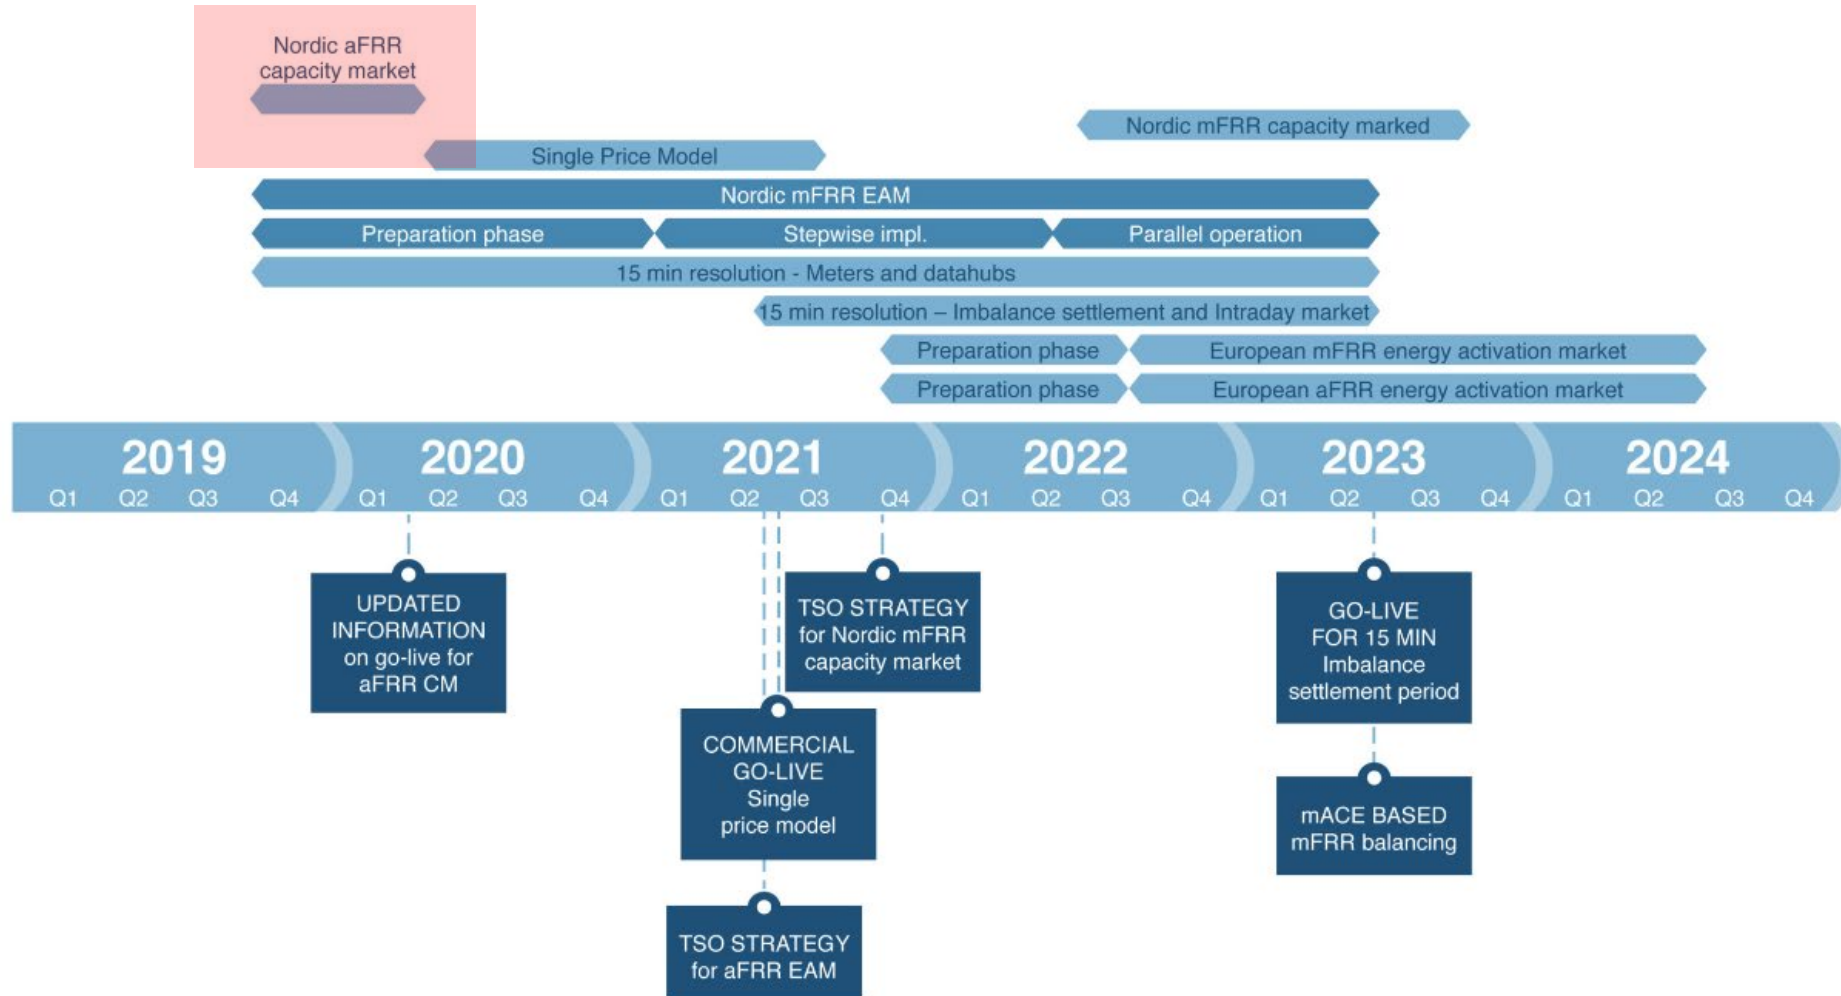 Nordic aFRR
capacity market
Nordic mFRR capacity marked
Single Price Model
Nordic mFRR EAM
Preparation phase
Stepwise impl.
Parallel operation
15 min resolution - Meters and datahubs
15 min resolution – Imbalance settlement and Intraday market
Preparation phase
European mFRR energy activation market
Preparation phase
European aFRR energy activation market
2019
Q1 Q2 Q3 Q4
2020
Q1 Q2 Q3 Q4
2021
Q1 Q2 Q3 Q4
2022
Q1 Q2 Q3 Q4
2023
Q1 Q2 Q3 Q4
2024
Q1 Q2 Q3 Q4
UPDATED
INFORMATION
on go-live for
aFRR CM
TSO STRATEGY
for Nordic mFRR
capacity market
COMMERCIAL
GO-LIVE
Single
price model
TSO STRATEGY
for aFRR EAM
GO-LIVE
FOR 15 MIN
Imbalance
settlement period
mACE BASED
mFRR balancing